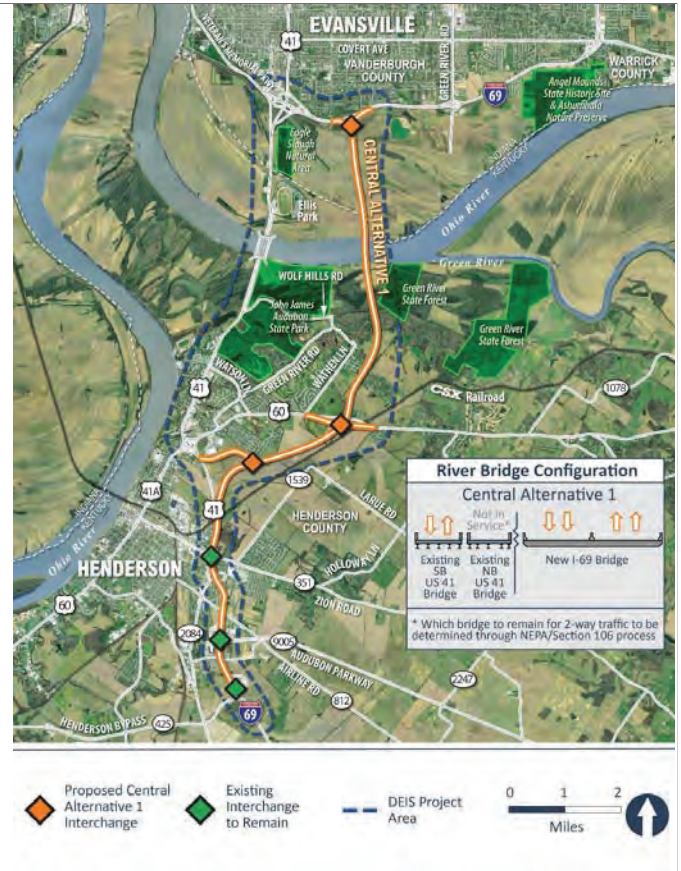 EVANSVILLE
41
COVERT AVE
VETERANS MEMORIAL PKWY
VANDERBURGH
COUNTY
GREEN RIVER RD
WARRICK
COUNTY
69
Angel Mounds
State Historic Site
& Ashumbala
Nature Preserve
Eagle
Slough
Natural
Area
CENTRAL ALTERNATIVE 1
INDIANA
KENTUCKY
Ellis
Park
Ohio River
Green River
WOLF HILLS RD
John James
Audubon
State Park
Green River
State Forest
Green River
State Forest
WATSON LN
GREEN RIVER RD
WATHEN LN
41
60
CSX Railroad
1078
41A
INDIANA
KENTUCKY
Ohio River
41
1539
LARUE RD
HENDERSON
COUNTY
HENDERSON
HOLLOWAY LN
351
ZION ROAD
60
2084
9005
AUDUBON PARKWAY
AIRLINE RD
812
2247
HENDERSON BYPASS
425
69
River Bridge Configuration
Central Alternative 1
Not in
Service*
Existing
SB
US 41
Bridge
Existing
NB
US 41
Bridge
New I-69 Bridge
* Which bridge to remain for 2-way traffic to be
determined through NEPA/Section 106 process
Proposed Central
Alternative 1
Interchange
Existing
Interchange
to Remain
DEIS Project
Area
0 1 2
Miles